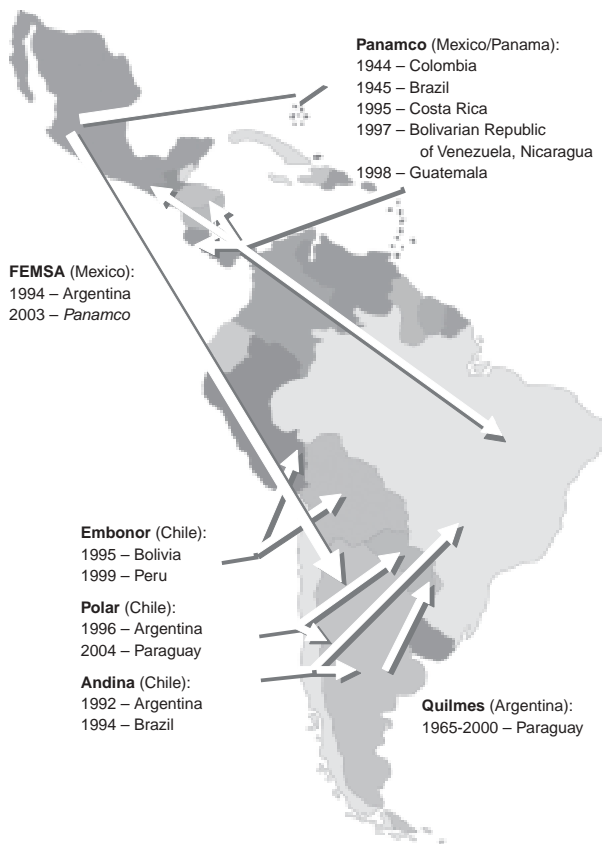 Panamco (Mexico/Panama):
1944 – Colombia
1945 – Brazil
1995 – Costa Rica
1997 – Bolivarian Republic
of Venezuela, Nicaragua
1998 – Guatemala
FEMSA (Mexico):
1994 – Argentina
2003 – Panamco
Embonor (Chile):
1995 – Bolivia
1999 – Peru
Polar (Chile):
1996 – Argentina
2004 – Paraguay
Andina (Chile):
1992 – Argentina
1994 – Brazil
Quilmes (Argentina):
1965-2000 – Paraguay